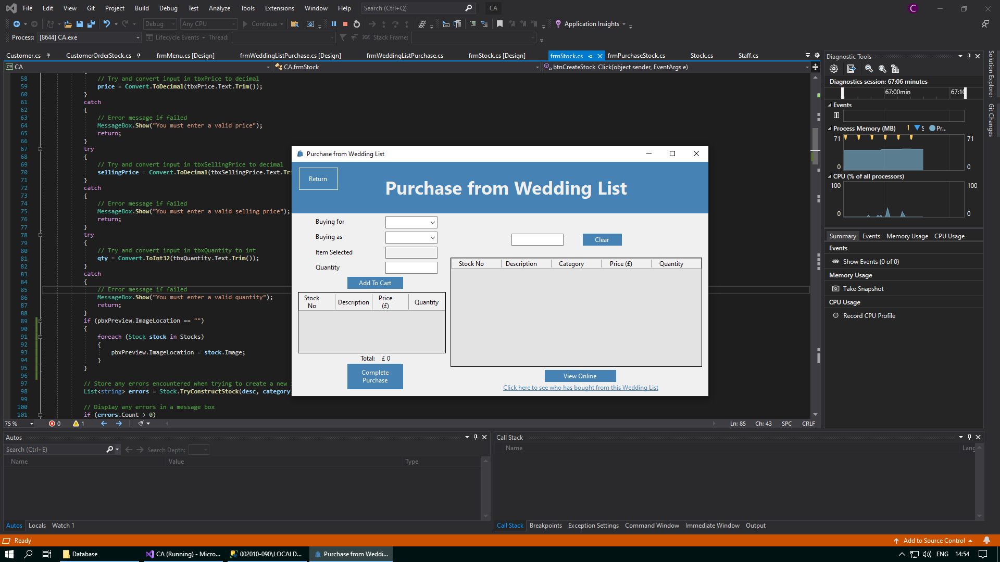 File Edit View Git Project Build Debug Test Analyze Tools Extensions Window Help Search (Ctrl+Q) CA C
Debug Any CPU Continue Application Insights
Process: [8644] CA.exe Lifecycle Events Thread: Stack Frame:
Customer.cs CustomerOrderStock.cs frmMenu.cs [Design] frmWeddingListPurchase.cs [Design] frmWeddingListPurchase.cs frmStock.cs [Design] frmStock.cs frmPurchaseStock.cs Stock.cs Staff.cs
CA CA.frmStock btnCreateStock_Click(object sender, EventArgs e)
58 // Try and convert input in tbxPrice to decimal
59 price = Convert.ToDecimal(tbxPrice.Text.Trim());
60 }
61 catch
62 {
63 // Error message if failed
64 MessageBox.Show("You must enter a valid price");
65 return;
66 }
67 try
68 {
69 // Try and convert input in tbxSellingPrice to decimal
70 sellingPrice = Convert.ToDecimal(tbxSellingPrice.Text.Tri
71 }
72 catch
73 {
74 // Error message if failed
75 MessageBox.Show("You must enter a valid selling price");
76 return;
77 }
78 try
79 {
80 // Try and convert input in tbxQuantity to int
81 qty = Convert.ToInt32(tbxQuantity.Text.Trim());
82 }
83 catch
84 {
85 // Error message if failed
86 MessageBox.Show("You must enter a valid quantity");
87 return;
88 }
89 if (pbxPreview.ImageLocation == "")
90 {
91 foreach (Stock stock in Stocks)
92 {
93 pbxPreview.ImageLocation = stock.Image;
94 }
95 }
96
97 // Store any errors encountered when trying to create a new
98 List<string> errors = Stock.TryConstructStock(desc, category
99
100 // Display any errors in a message box
101 if (errors.Count > 0)
75 % 0 1 Ln: 85 Ch: 43 SPC CRLF
Purchase from Wedding List
Return
Purchase from Wedding List
Buying for
Buying as
Clear
Item Selected
Quantity
Add To Cart
Stock No Description Price (£) Quantity
Stock No Description Category Price (£) Quantity
Total: £ 0
Complete Purchase
View Online
Click here to see who has bought from this Wedding List
Diagnostic Tools
Diagnostics session: 67:06 minutes
67:00min 67:10
Events
Process Memory (MB) S Pr...
71 71
0 0
CPU (% of all processors)
100 100
0 0
Summary Events Memory Usage CPU Usage
Events
Show Events (0 of 0)
Memory Usage
Take Snapshot
CPU Usage
Record CPU Profile
Solution Explorer
Git Changes
Autos
Search (Ctrl+E) Search Depth:
Name Value Type
Autos Locals Watch 1
Call Stack
Name Lang
Call Stack Breakpoints Exception Settings Command Window Immediate Window Output
Ready Add to Source Control
Database CA (Running) - Micro... 002010-090\LOCALD... Purchase from Weddi... ENG 14:54